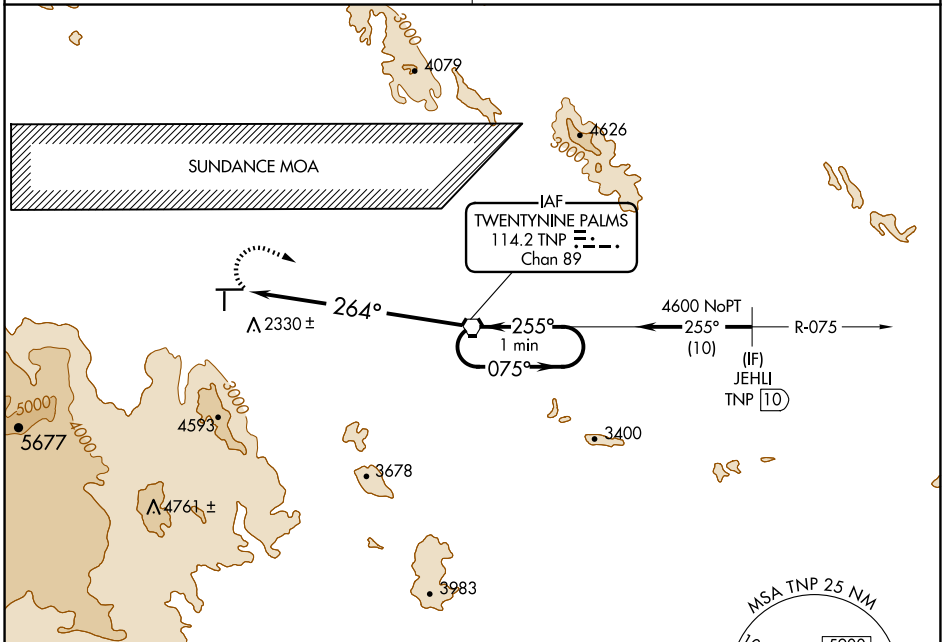 3000
4079
4626
3000
SUNDANCE MOA
IAF
TWENTYNINE PALMS
114.2 TNP
Chan 89
264°
2330 ±
255°
1 min
075°
4600 NoPT
255°
(10)
R-075
(IF)
JEHLI
TNP 10
5000
4000
5677
3000
4593
3400
3678
4761 ±
3983
MSA TNP 25 NM